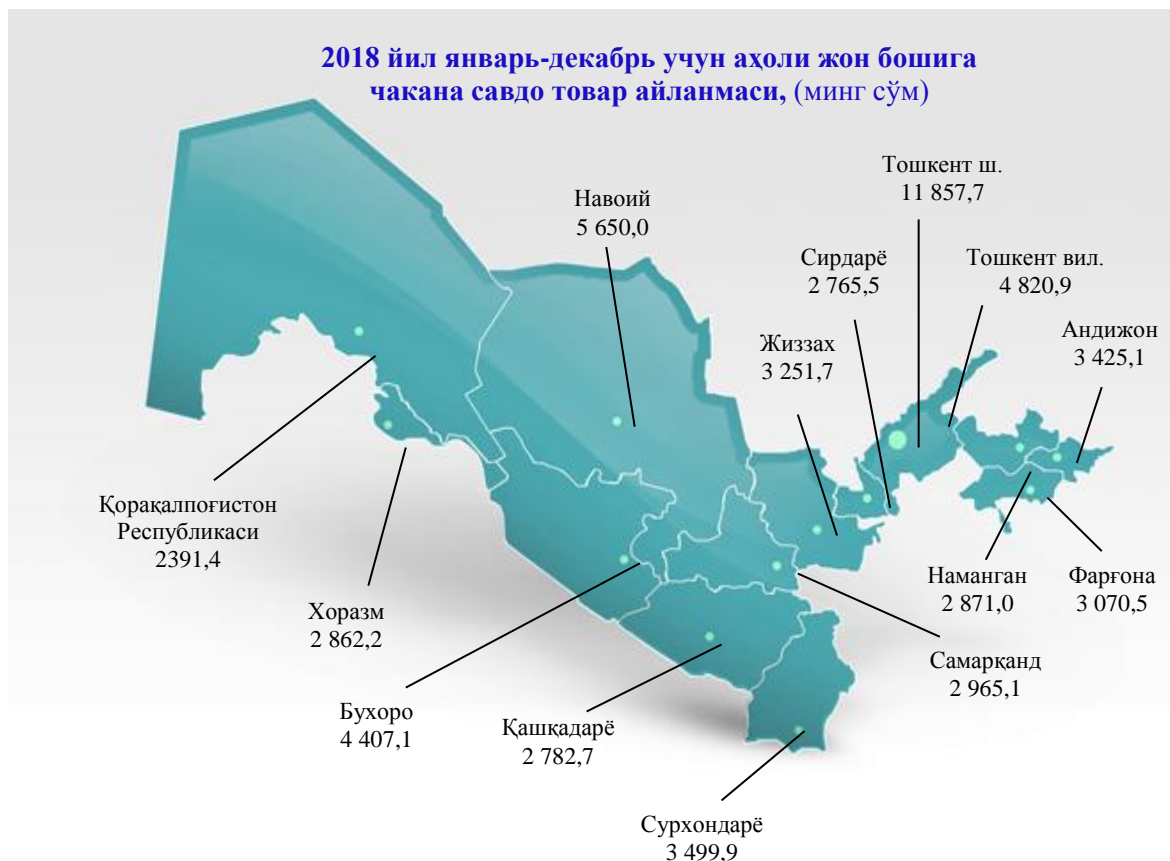 2018 йил январь-декабрь учун аҳоли жон бошига
чакана савдо товар айланмаси, (минг сўм)
Тошкент ш.
11 857,7
Навоий
5 650,0
Сирдарё
2 765,5
Тошкент вил.
4 820,9
Андижон
3 425,1
Жиззах
3 251,7
Қорақалпоғистон
Республикаси
2391,4
Наманган
2 871,0
Фарғона
3 070,5
Хоразм
2 862,2
Самарқанд
2 965,1
Бухоро
4 407,1
Қашқадарё
2 782,7
Сурхондарё
3 499,9